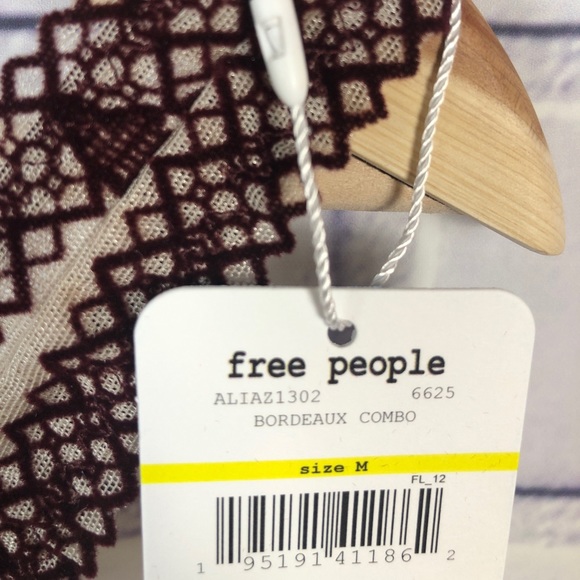 free people
ALIAZ1302 6625
BORDEAUX COMBO
size M
FL_12
1 95191 41186 2